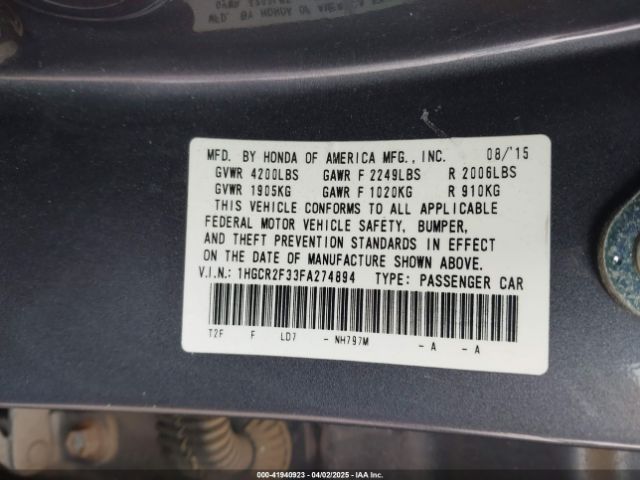 MFD. BY HONDA OF AMERICA MFG., INC. 08/'15
GVWR 4200LBS GAWR F 2249LBS R 2006LBS
GVWR 1905KG GAWR F 1020KG R 910KG
THIS VEHICLE CONFORMS TO ALL APPLICABLE
FEDERAL MOTOR VEHICLE SAFETY, BUMPER,
AND THEFT PREVENTION STANDARDS IN EFFECT
ON THE DATE OF MANUFACTURE SHOWN ABOVE.
V.I.N.: 1HGCR2F33FA274894 TYPE: PASSENGER CAR
T2F F LD7 - NH797M - A - A
000-41940923 - 04/02/2025 - IAA Inc.